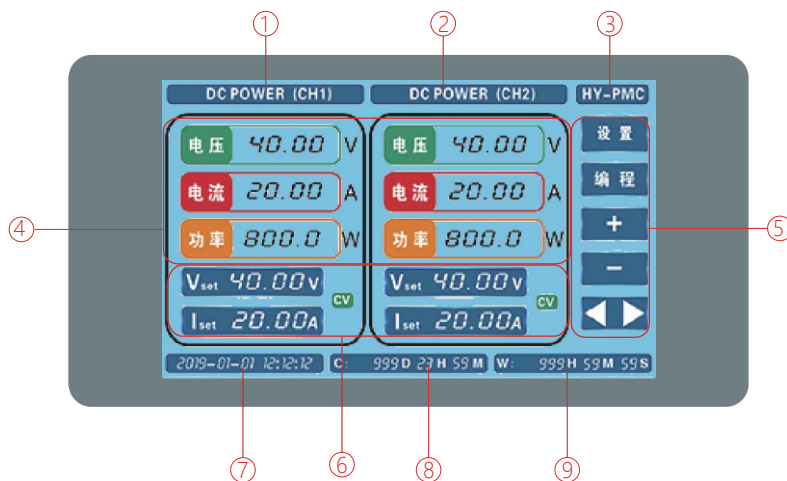 ① ② ③
DC POWER (CH1) DC POWER (CH2) HY-PMC
电压 40.00 V 电压 40.00 V 设置
电流 20.00 A 电流 20.00 A 编程
④ ⑤
功率 800.0 W 功率 800.0 W +
Vset 40.00 V Vset 40.00 V −
CV CV
Iset 20.00A Iset 20.00A
2019-01-01 12:12:12 C: 999D 23H 59M W: 999H 59M 59S
⑦ ⑥ ⑧ ⑨